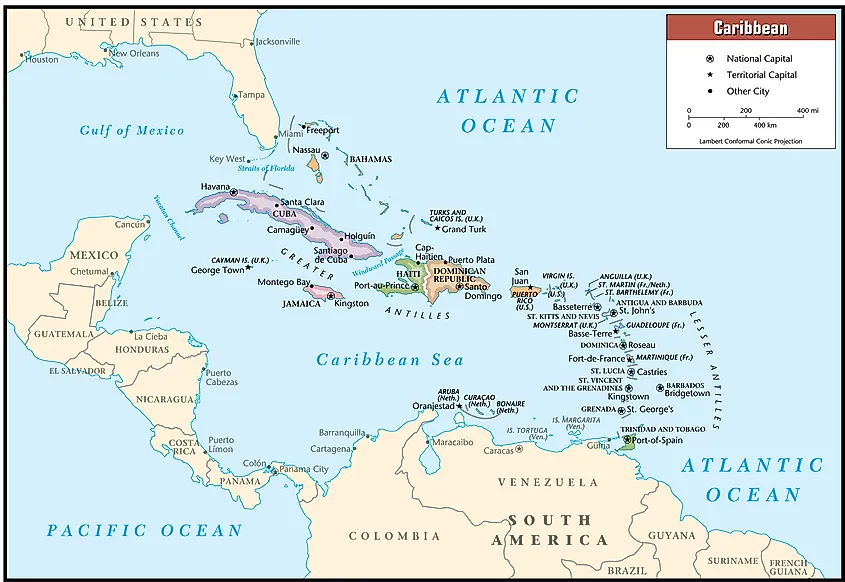 Caribbean
National Capital
Territorial Capital
Other City
0 200 400 mi
0 200 400 km
Lambert Conformal Conic Projection
UNITED STATES
Houston
New Orleans
Jacksonville
Tampa
Miami
Key West
Gulf of Mexico
Straits of Florida
ATLANTIC
OCEAN
Freeport
Nassau
BAHAMAS
Havana
Santa Clara
CUBA
Camagüey
Holguín
Santiago
de Cuba
Yucatan Channel
Cancún
MEXICO
Chetumal
BELIZE
GUATEMALA
EL SALVADOR
HONDURAS
La Cieba
NICARAGUA
Puerto
Cabezas
COSTA
RICA
Puerto
Limón
Colón
Panama City
PANAMA
CAYMAN IS. (U.K.)
George Town
GREATER
ANTILLES
Montego Bay
JAMAICA
Kingston
TURKS AND
CAICOS IS. (U.K.)
Grand Turk
Windward Passage
Cap-
Haïtien
HAITI
Port-au-Prince
Puerto Plata
DOMINICAN
REPUBLIC
Santo
Domingo
San
Juan
PUERTO
RICO
(U.S.)
VIRGIN IS.
(U.K.)
(U.S.)
ANGUILLA (U.K.)
ST. MARTIN (Fr./Neth.)
ST. BARTHELEMY (Fr.)
Basseterre
ST. KITTS AND NEVIS
ANTIGUA AND BARBUDA
St. John's
MONTSERRAT (U.K.)
GUADELOUPE (Fr.)
Basse-Terre
DOMINICA
Roseau
Fort-de-France
MARTINIQUE (Fr.)
ST. LUCIA
Castries
ST. VINCENT
AND THE GRENADINES
Kingstown
BARBADOS
Bridgetown
GRENADA
St. George's
LESSER ANTILLES
TRINIDAD AND TOBAGO
Port-of-Spain
Caribbean Sea
ARUBA
(Neth.)
Oranjestad
CURAÇAO
(Neth.)
BONAIRE
(Neth.)
IS. TORTUGA
(Ven.)
IS. MARGARITA
(Ven.)
Barranquilla
Cartagena
Maracaibo
Caracas
Güiria
VENEZUELA
COLOMBIA
SOUTH
AMERICA
GUYANA
SURINAME
FRENCH
GUIANA
BRAZIL
ATLANTIC
OCEAN
PACIFIC OCEAN